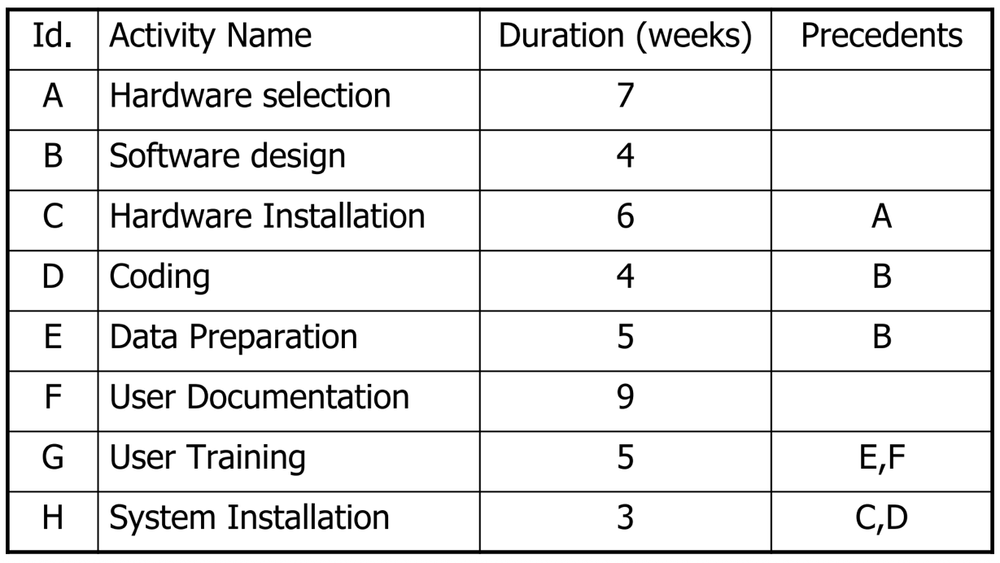 Id. Activity Name Duration (weeks) Precedents
A Hardware selection 7
B Software design 4
C Hardware Installation 6 A
D Coding 4 B
E Data Preparation 5 B
F User Documentation 9
G User Training 5 E,F
H System Installation 3 C,D